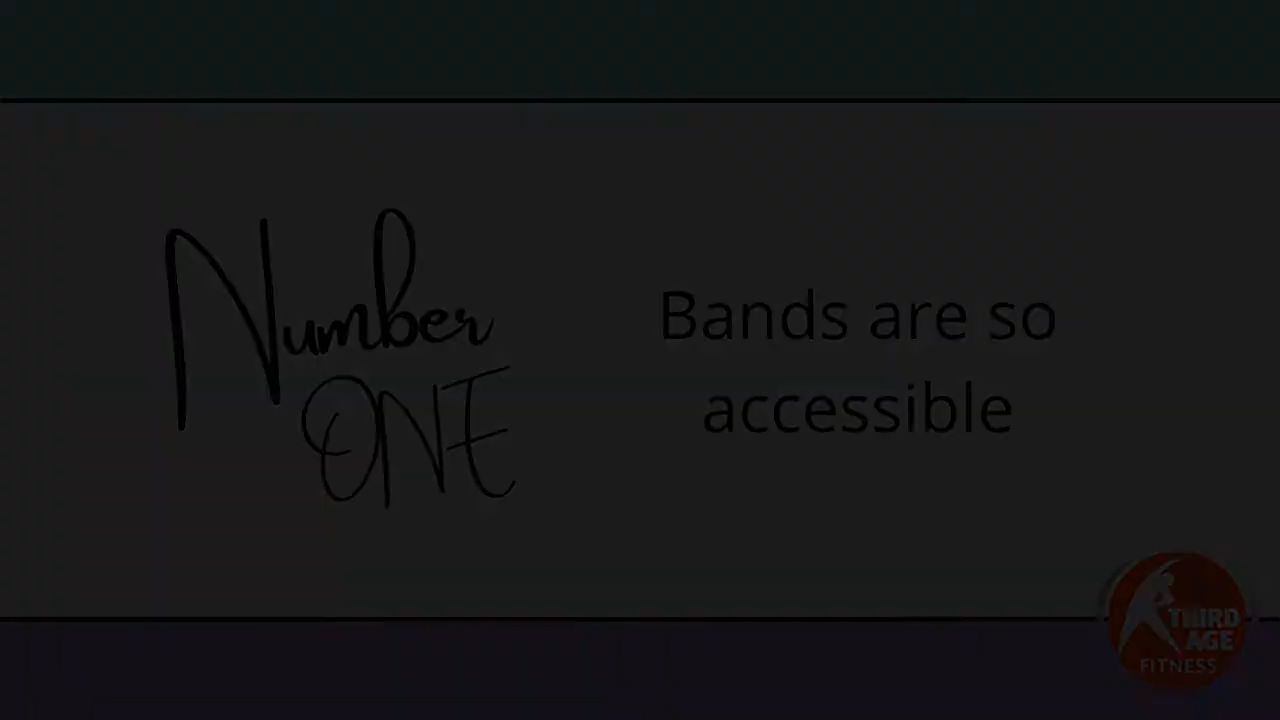 Number
ONE
Bands are so
accessible
THIRD
AGE
FITNESS